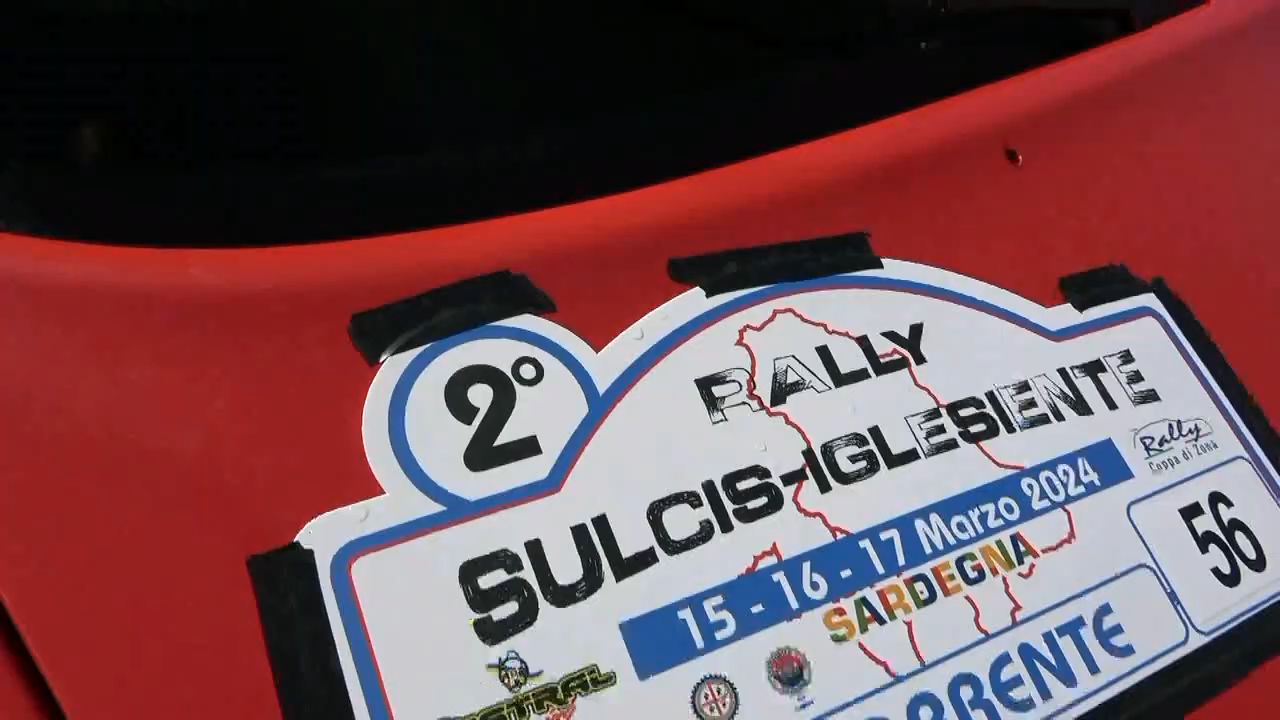 2°
RALLY
SULCIS-IGLESIENTE
Rally
Coppa di Zona
15 - 16 - 17 Marzo 2024
SARDEGNA
56